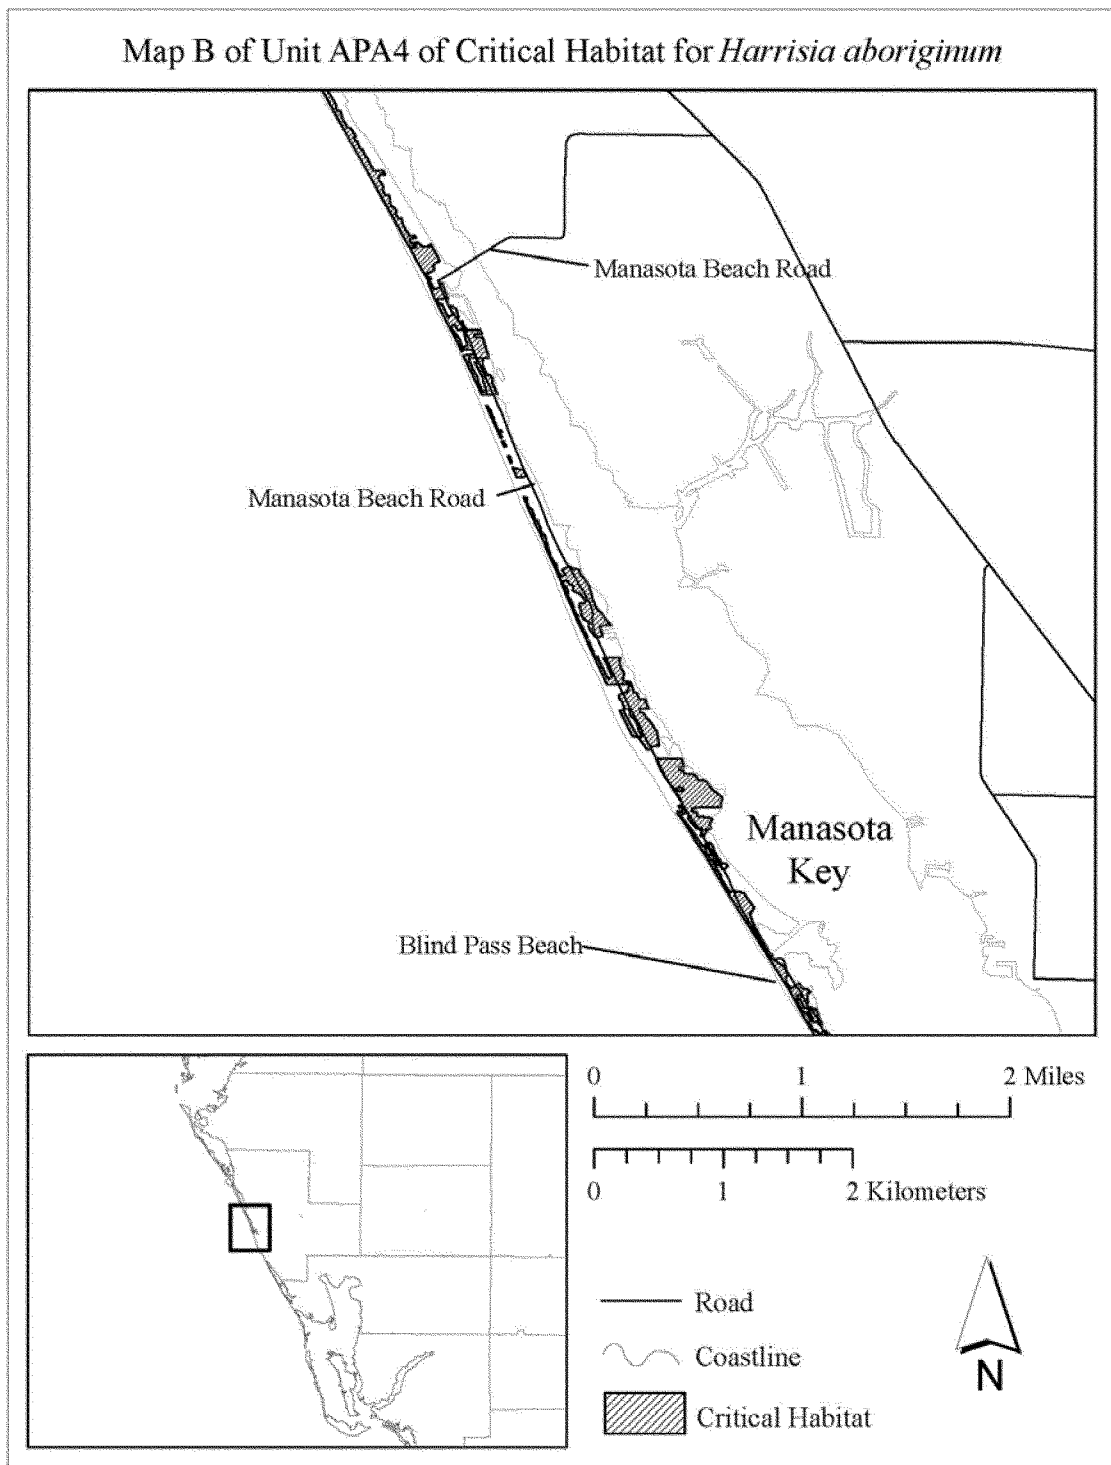 Map B of Unit APA4 of Critical Habitat for Harrisia aboriginum
Manasota Beach Road
Manasota Beach Road
Manasota
Key
Blind Pass Beach
0 1 2 Miles
0 1 2 Kilometers
Road
Coastline
Critical Habitat
N